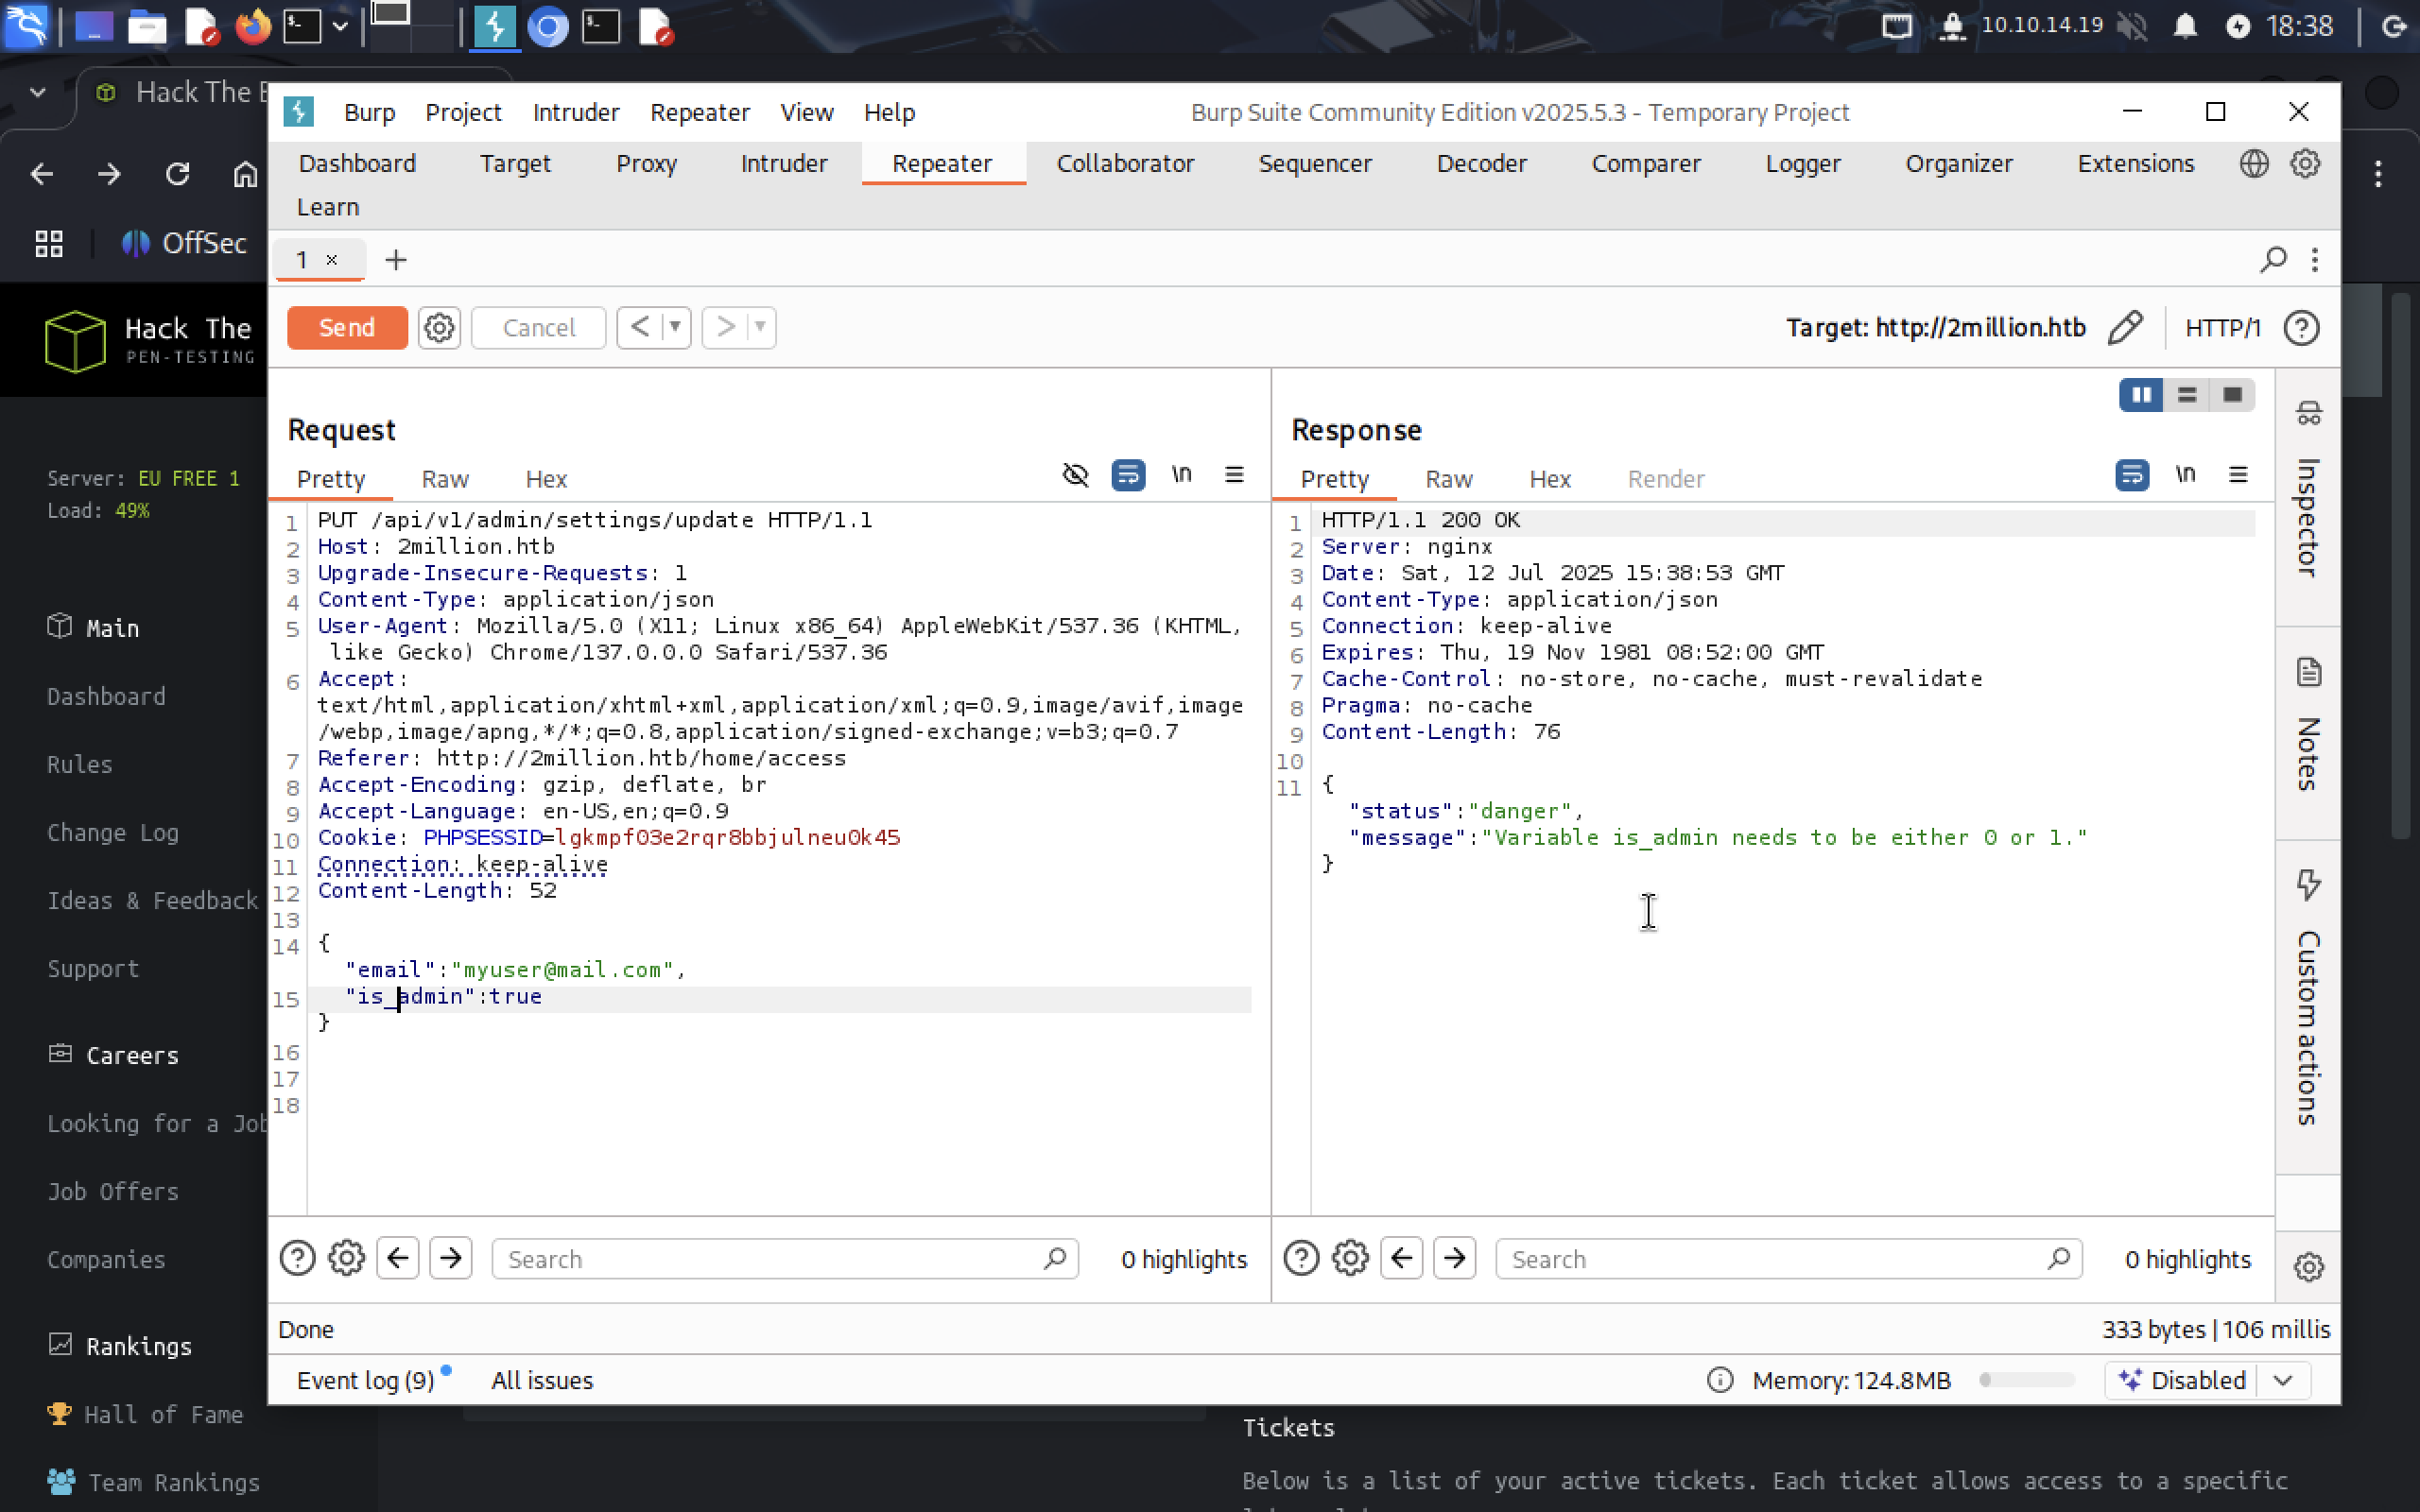 10.10.14.19
18:38
Hack The
Burp Project Intruder Repeater View Help
Burp Suite Community Edition v2025.5.3 - Temporary Project
Dashboard Target Proxy Intruder Repeater Collaborator Sequencer Decoder Comparer Logger Organizer Extensions
Learn
OffSec
1 × +
Hack The
PEN-TESTING
Send
Cancel
< ▼ > ▼
Target: http://2million.htb
HTTP/1
Server: EU FREE 1
Load: 49%
Main
Dashboard
Rules
Change Log
Ideas & Feedback
Support
Careers
Looking for a Job
Job Offers
Companies
Rankings
Hall of Fame
Team Rankings
Request
Pretty Raw Hex
\n
1 PUT /api/v1/admin/settings/update HTTP/1.1
2 Host: 2million.htb
3 Upgrade-Insecure-Requests: 1
4 Content-Type: application/json
5 User-Agent: Mozilla/5.0 (X11; Linux x86_64) AppleWebKit/537.36 (KHTML,
like Gecko) Chrome/137.0.0.0 Safari/537.36
6 Accept:
text/html,application/xhtml+xml,application/xml;q=0.9,image/avif,image
/webp,image/apng,*/*;q=0.8,application/signed-exchange;v=b3;q=0.7
7 Referer: http://2million.htb/home/access
8 Accept-Encoding: gzip, deflate, br
9 Accept-Language: en-US,en;q=0.9
10 Cookie: PHPSESSID=lgkmpf03e2rqr8bbjulneu0k45
11 Connection: keep-alive
12 Content-Length: 52
13
14 {
"email":"myuser@mail.com",
15 "is_admin":true
}
16
17
18
Search
0 highlights
Response
Pretty Raw Hex Render
\n
1 HTTP/1.1 200 OK
2 Server: nginx
3 Date: Sat, 12 Jul 2025 15:38:53 GMT
4 Content-Type: application/json
5 Connection: keep-alive
6 Expires: Thu, 19 Nov 1981 08:52:00 GMT
7 Cache-Control: no-store, no-cache, must-revalidate
8 Pragma: no-cache
9 Content-Length: 76
10
11 {
"status":"danger",
"message":"Variable is_admin needs to be either 0 or 1."
}
Search
0 highlights
Inspector
Notes
Custom actions
Done
333 bytes | 106 millis
Event log (9) All issues
Memory: 124.8MB
Disabled
Tickets
Below is a list of your active tickets. Each ticket allows access to a specific